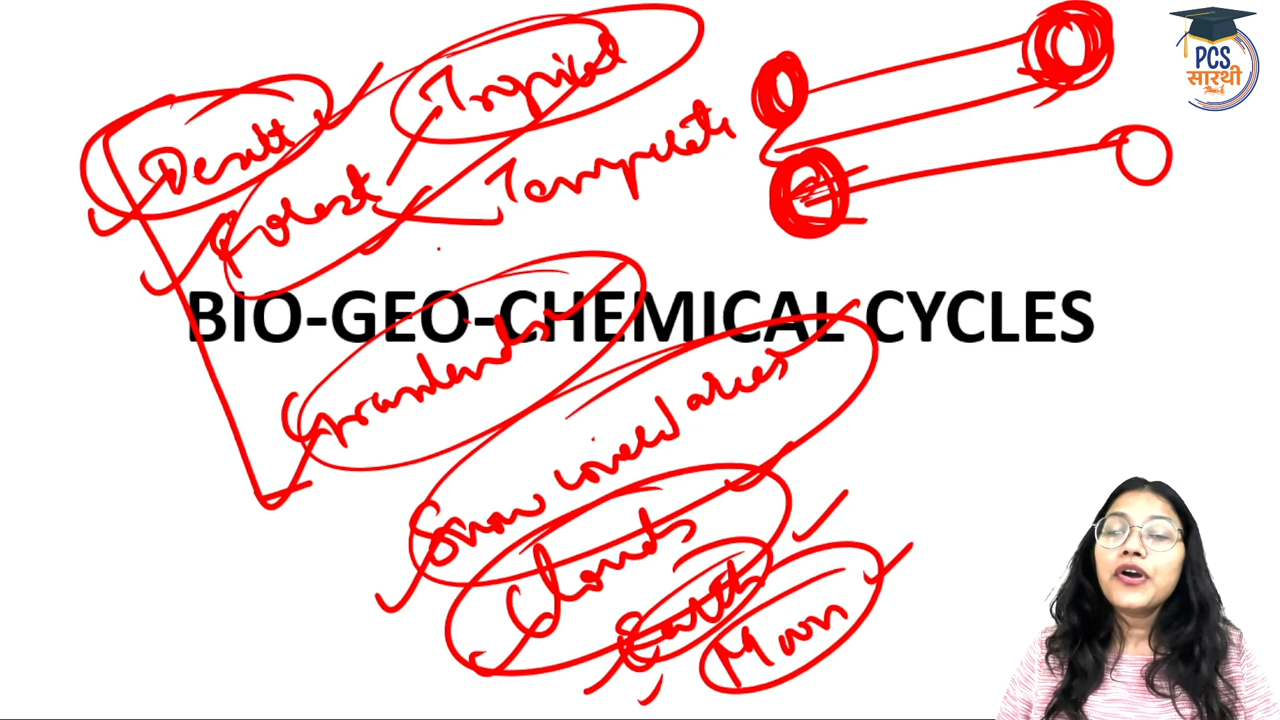 PCS
सारथी
Desert
Tropical
Forest
Temperate
BIO-GEO-CHEMICAL CYCLES
Grasslands
Snow covered areas
Clouds
Earth
Moon